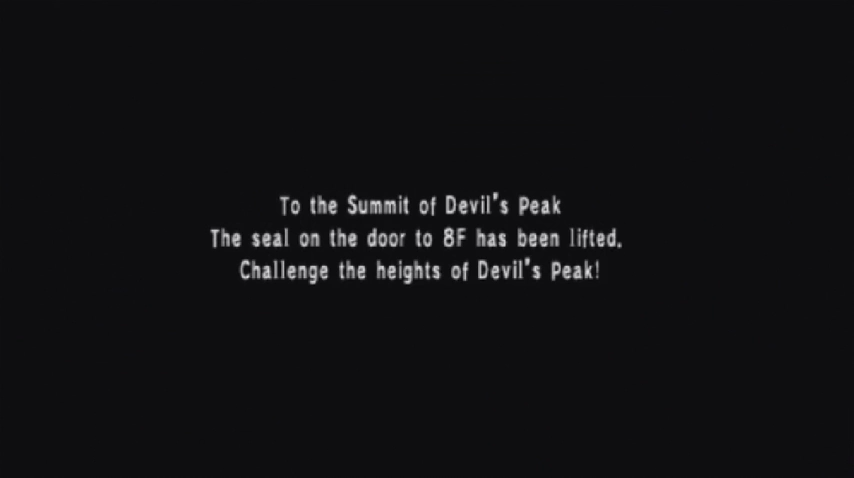 To the Summit of Devil's Peak
The seal on the door to 8F has been lifted.
Challenge the heights of Devil's Peak!